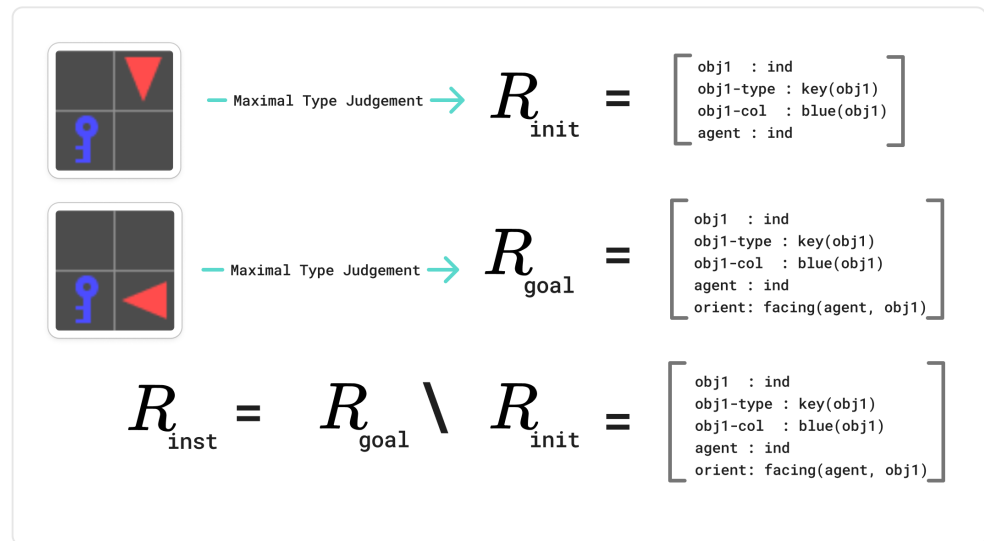 Maximal Type Judgement
R init =
obj1 : ind
obj1-type : key(obj1)
obj1-col : blue(obj1)
agent : ind
Maximal Type Judgement
R goal =
obj1 : ind
obj1-type : key(obj1)
obj1-col : blue(obj1)
agent : ind
orient: facing(agent, obj1)
R inst = R goal \ R init =
obj1 : ind
obj1-type : key(obj1)
obj1-col : blue(obj1)
agent : ind
orient: facing(agent, obj1)